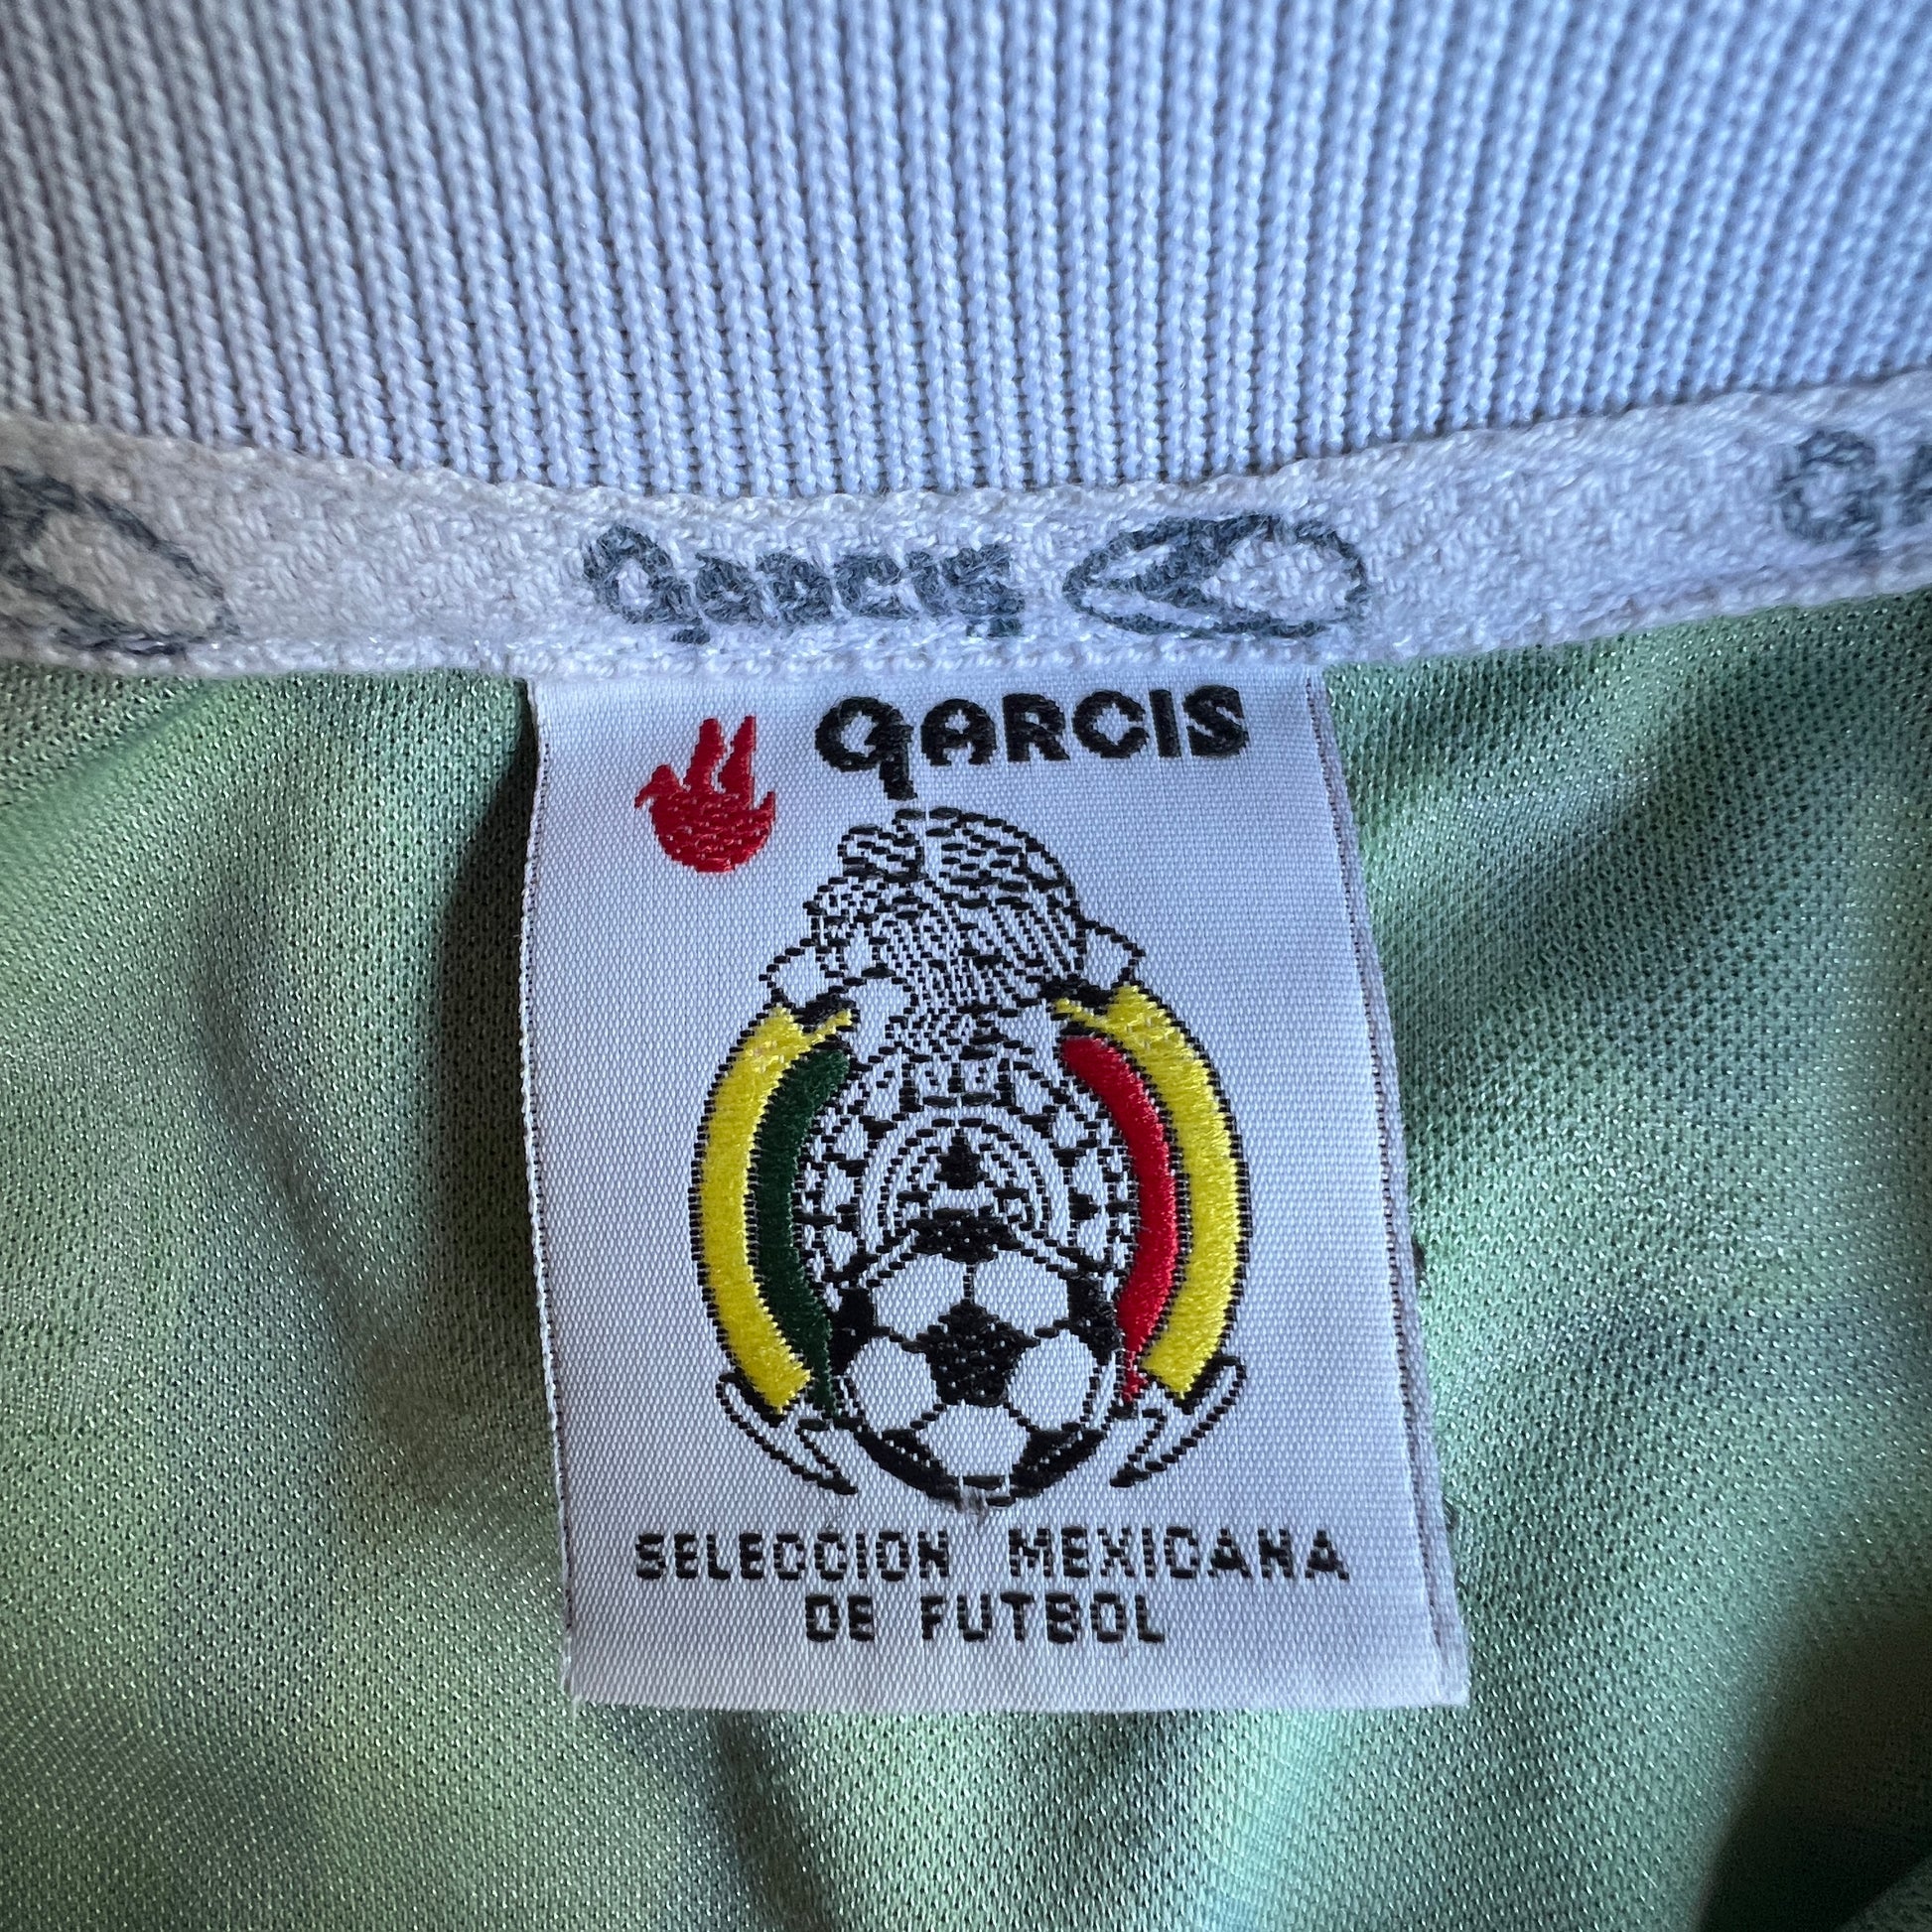 Garcis
GARCIS
SELECCION MEXICANA
DE FUTBOL